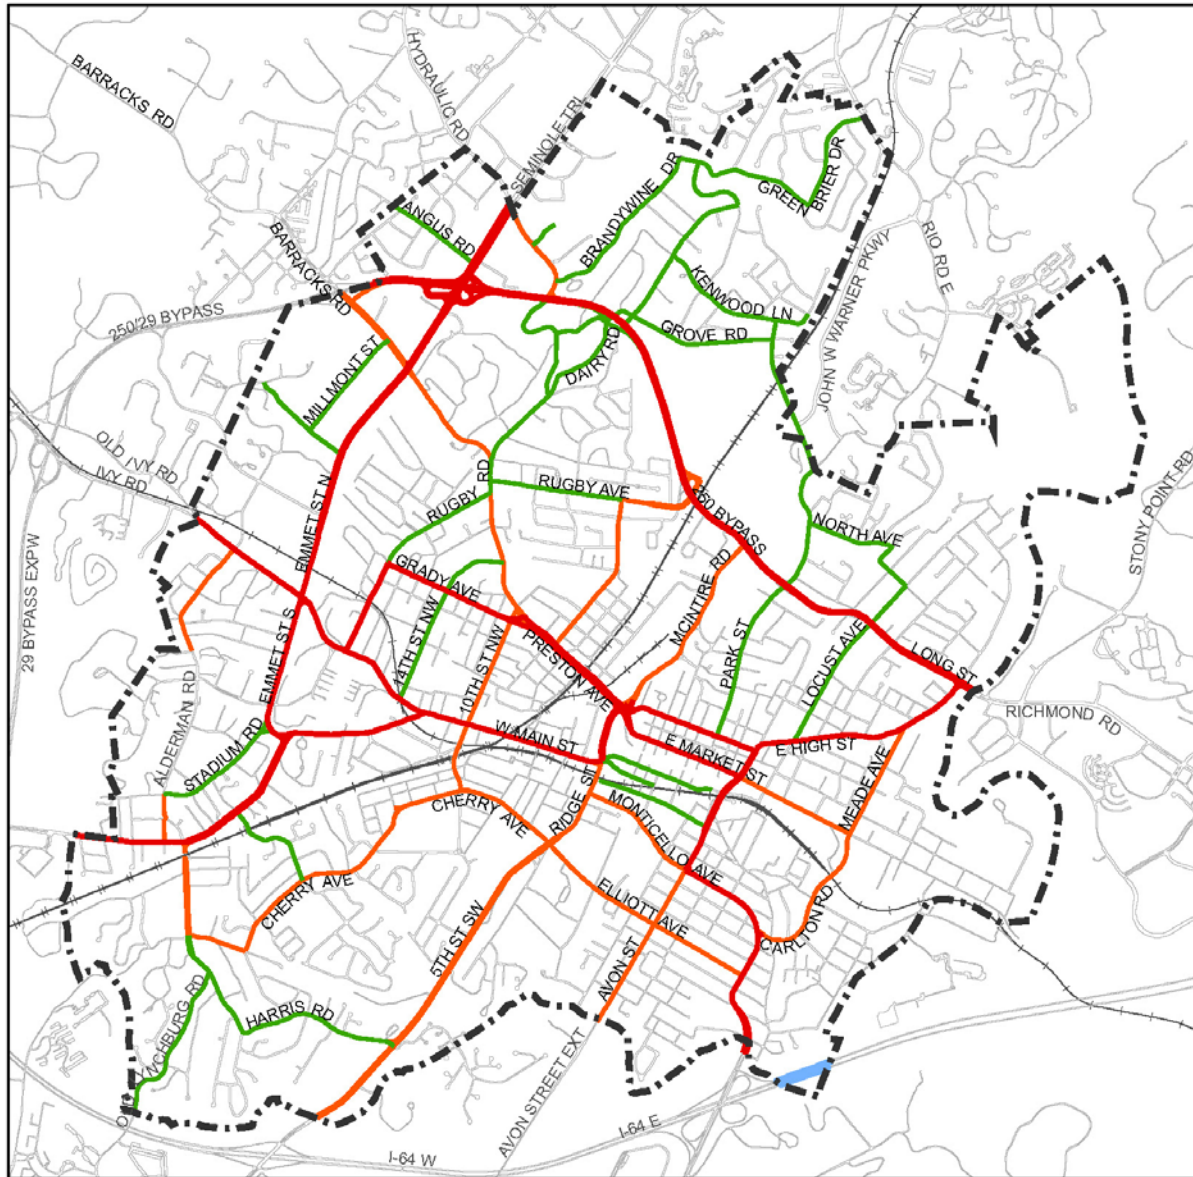 BARRACKS RD
HYDRAULIC RD
SEMINOLE TRL
ANGUS RD
BRANDYWINE DR
GREEN
BRIER DR
BARRACKS RD
250/29 BYPASS
KENWOOD LN
GROVE RD
RIO RD E
JOHN W WARNER PKWY
MILLMONT ST
DAIRY RD
OLD IVY RD
IVY RD
EMMET ST N
RUGBY RD
RUGBY AVE
250 BYPASS
NORTH AVE
STONY POINT RD
29 BYPASS EXPW
GRADY AVE
14TH ST NW
10TH ST NW
PRESTON AVE
MCINTIRE RD
PARK ST
LOCUST AVE
LONG ST
EMMET ST S
ALDERMAN RD
STADIUM RD
W MAIN ST
E MARKET ST
E HIGH ST
RICHMOND RD
MEADE AVE
RIDGE ST
MONTICELLO AVE
CHERRY AVE
CHERRY AVE
ELLIOTT AVE
CARLTON RD
5TH ST SW
AVON ST
HARRIS RD
LYNCHBURG RD
AVON STREET EXT
I-64 E
I-64 W